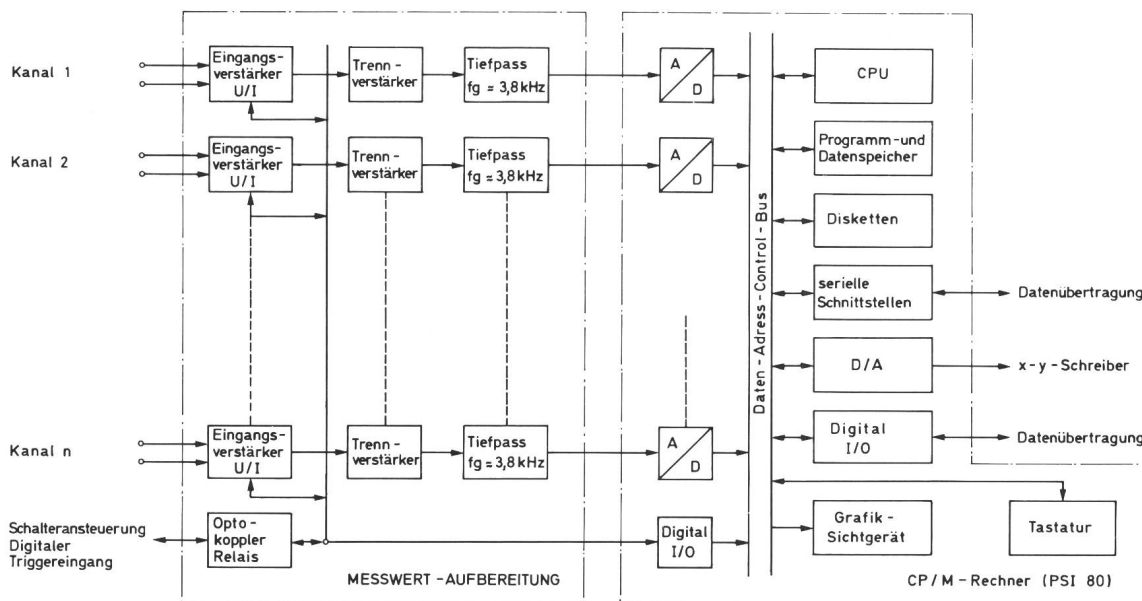 Kanal 1
Eingangs-
verstärker
U/I
Trenn-
verstärker
Tiefpass
fg = 3,8 kHz
A
D
CPU
Kanal 2
Eingangs-
verstärker
U/I
Trenn-
verstärker
Tiefpass
fg = 3,8 kHz
A
D
Programm- und
Datenspeicher
Disketten
serielle
Schnittstellen
Datenübertragung
D/A
x-y-Schreiber
Daten-Adress-Control-Bus
Kanal n
Eingangs-
verstärker
U/I
Trenn-
verstärker
Tiefpass
fg = 3,8kHz
A
D
Digital
I/O
Datenübertragung
Schalteransteuerung
Digitaler
Triggereingang
Opto-
koppler
Relais
Digital
I/O
Grafik-
Sichtgerät
Tastatur
MESSWERT-AUFBEREITUNG
CP/M-Rechner (PSI 80)